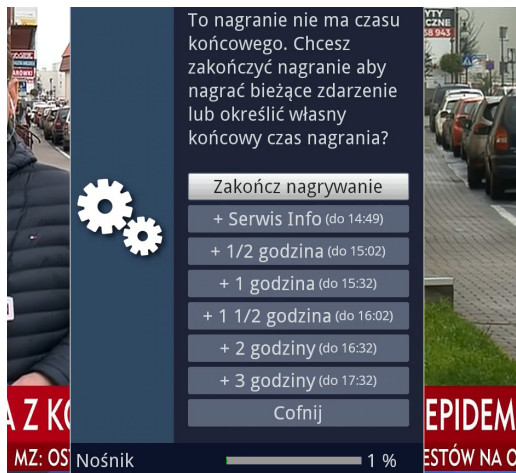 To nagranie nie ma czasu
końcowego. Chcesz
zakończyć nagranie aby
nagrać bieżące zdarzenie
lub określić własny
końcowy czas nagrania?
Zakończ nagrywanie
+ Serwis Info (do 14:49)
+ 1/2 godzina (do 15:02)
+ 1 godzina (do 15:32)
+ 1 1/2 godzina (do 16:02)
+ 2 godziny (do 16:32)
+ 3 godziny (do 17:32)
Cofnij
A Z KO
EPIDEM
MZ: OS
ESTÓW NA O
Nośnik
1 %
58 943